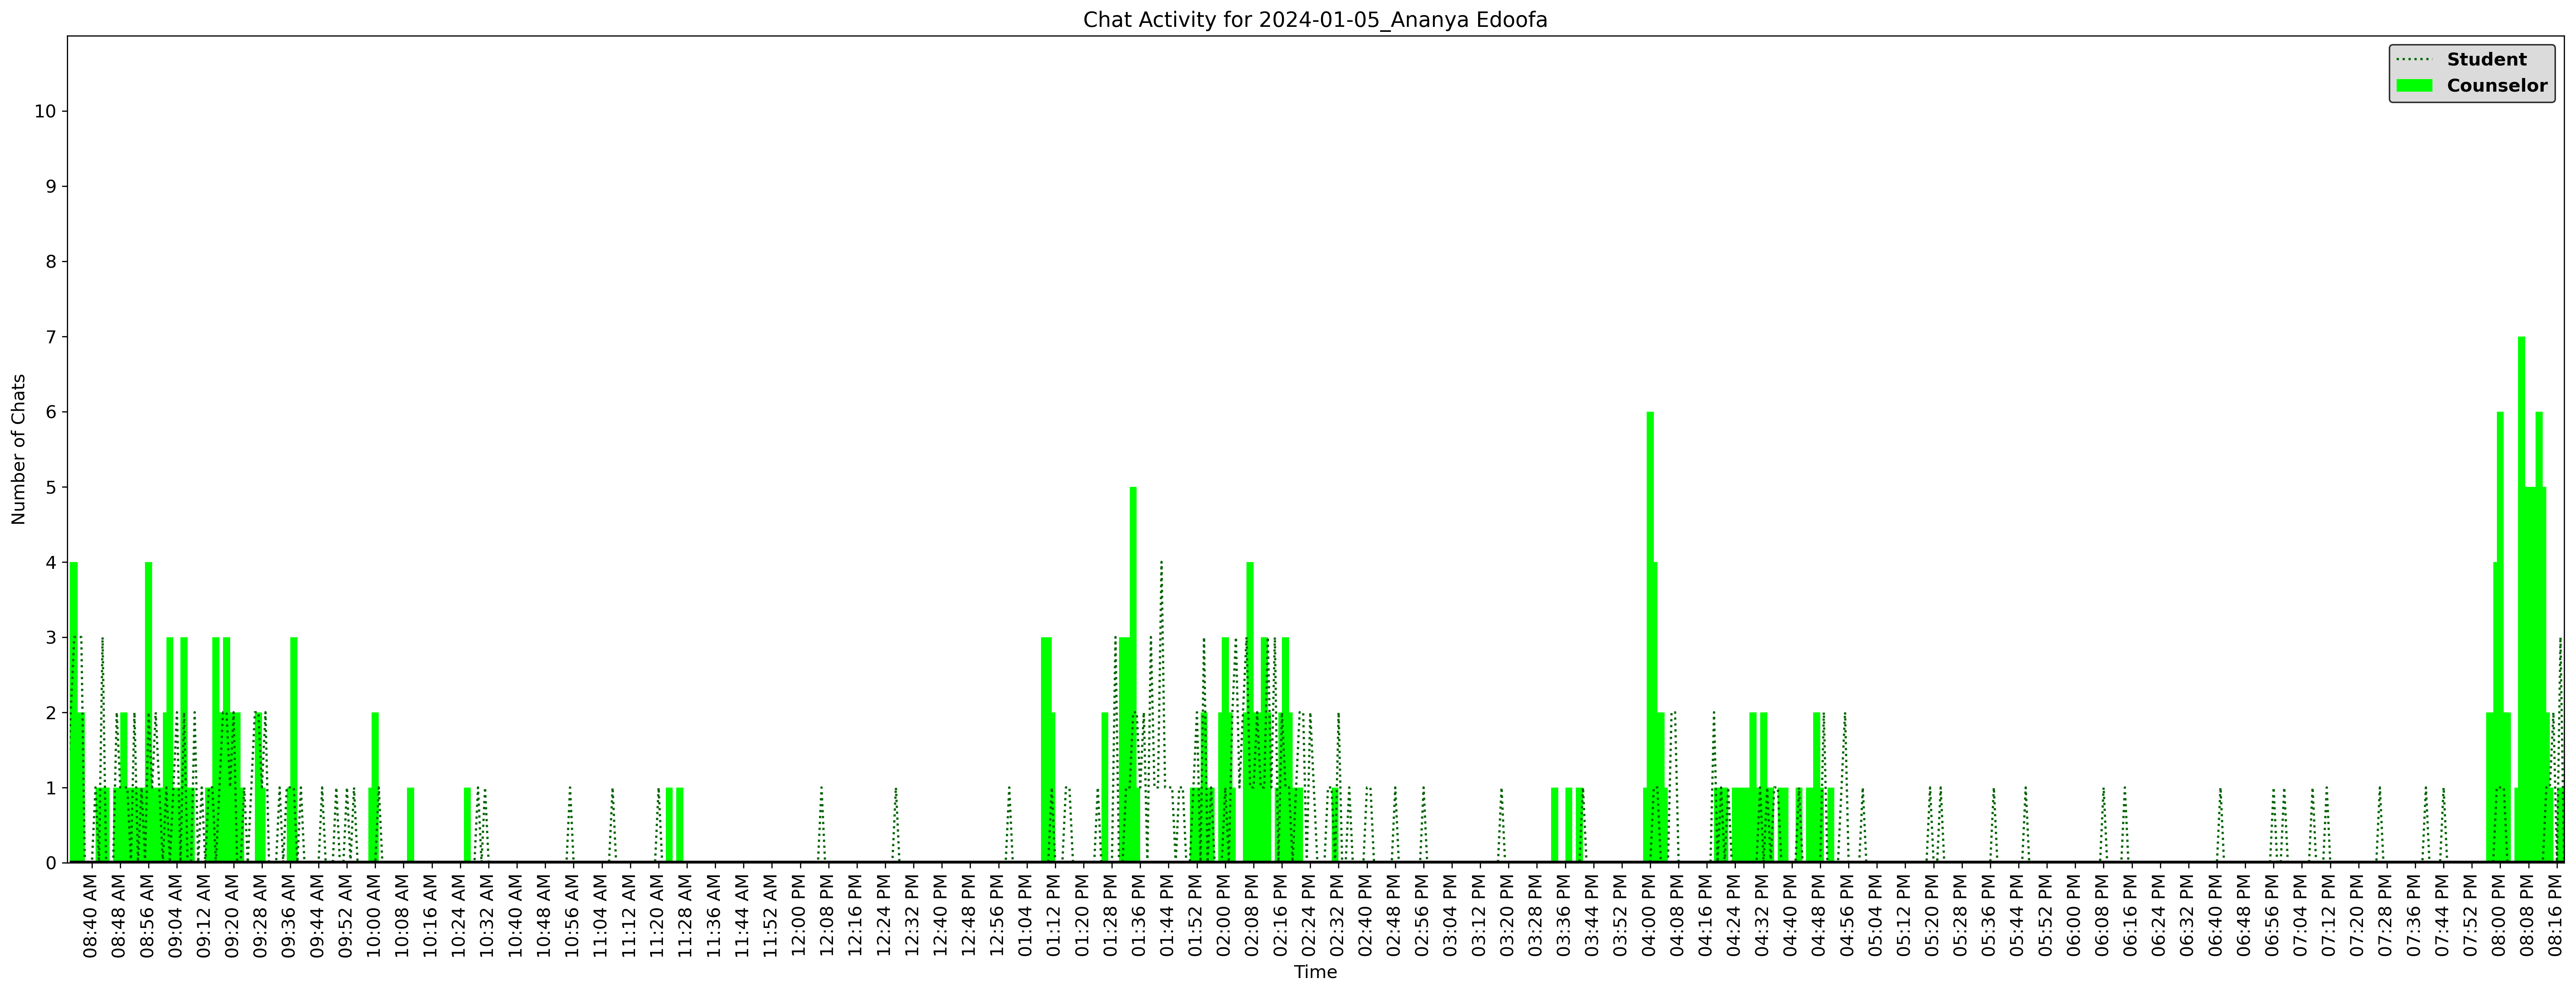 Chat Activity for 2024-01-05_Ananya Edoofa
Student
Counselor
Number of Chats
10
9
8
7
6
5
4
3
2
1
0
08:40 AM
08:48 AM
08:56 AM
09:04 AM
09:12 AM
09:20 AM
09:28 AM
09:36 AM
09:44 AM
09:52 AM
10:00 AM
10:08 AM
10:16 AM
10:24 AM
10:32 AM
10:40 AM
10:48 AM
10:56 AM
11:04 AM
11:12 AM
11:20 AM
11:28 AM
11:36 AM
11:44 AM
11:52 AM
12:00 PM
12:08 PM
12:16 PM
12:24 PM
12:32 PM
12:40 PM
12:48 PM
12:56 PM
01:04 PM
01:12 PM
01:20 PM
01:28 PM
01:36 PM
01:44 PM
01:52 PM
02:00 PM
02:08 PM
02:16 PM
02:24 PM
02:32 PM
02:40 PM
02:48 PM
02:56 PM
03:04 PM
03:12 PM
03:20 PM
03:28 PM
03:36 PM
03:44 PM
03:52 PM
04:00 PM
04:08 PM
04:16 PM
04:24 PM
04:32 PM
04:40 PM
04:48 PM
04:56 PM
05:04 PM
05:12 PM
05:20 PM
05:28 PM
05:36 PM
05:44 PM
05:52 PM
06:00 PM
06:08 PM
06:16 PM
06:24 PM
06:32 PM
06:40 PM
06:48 PM
06:56 PM
07:04 PM
07:12 PM
07:20 PM
07:28 PM
07:36 PM
07:44 PM
07:52 PM
08:00 PM
08:08 PM
08:16 PM
Time